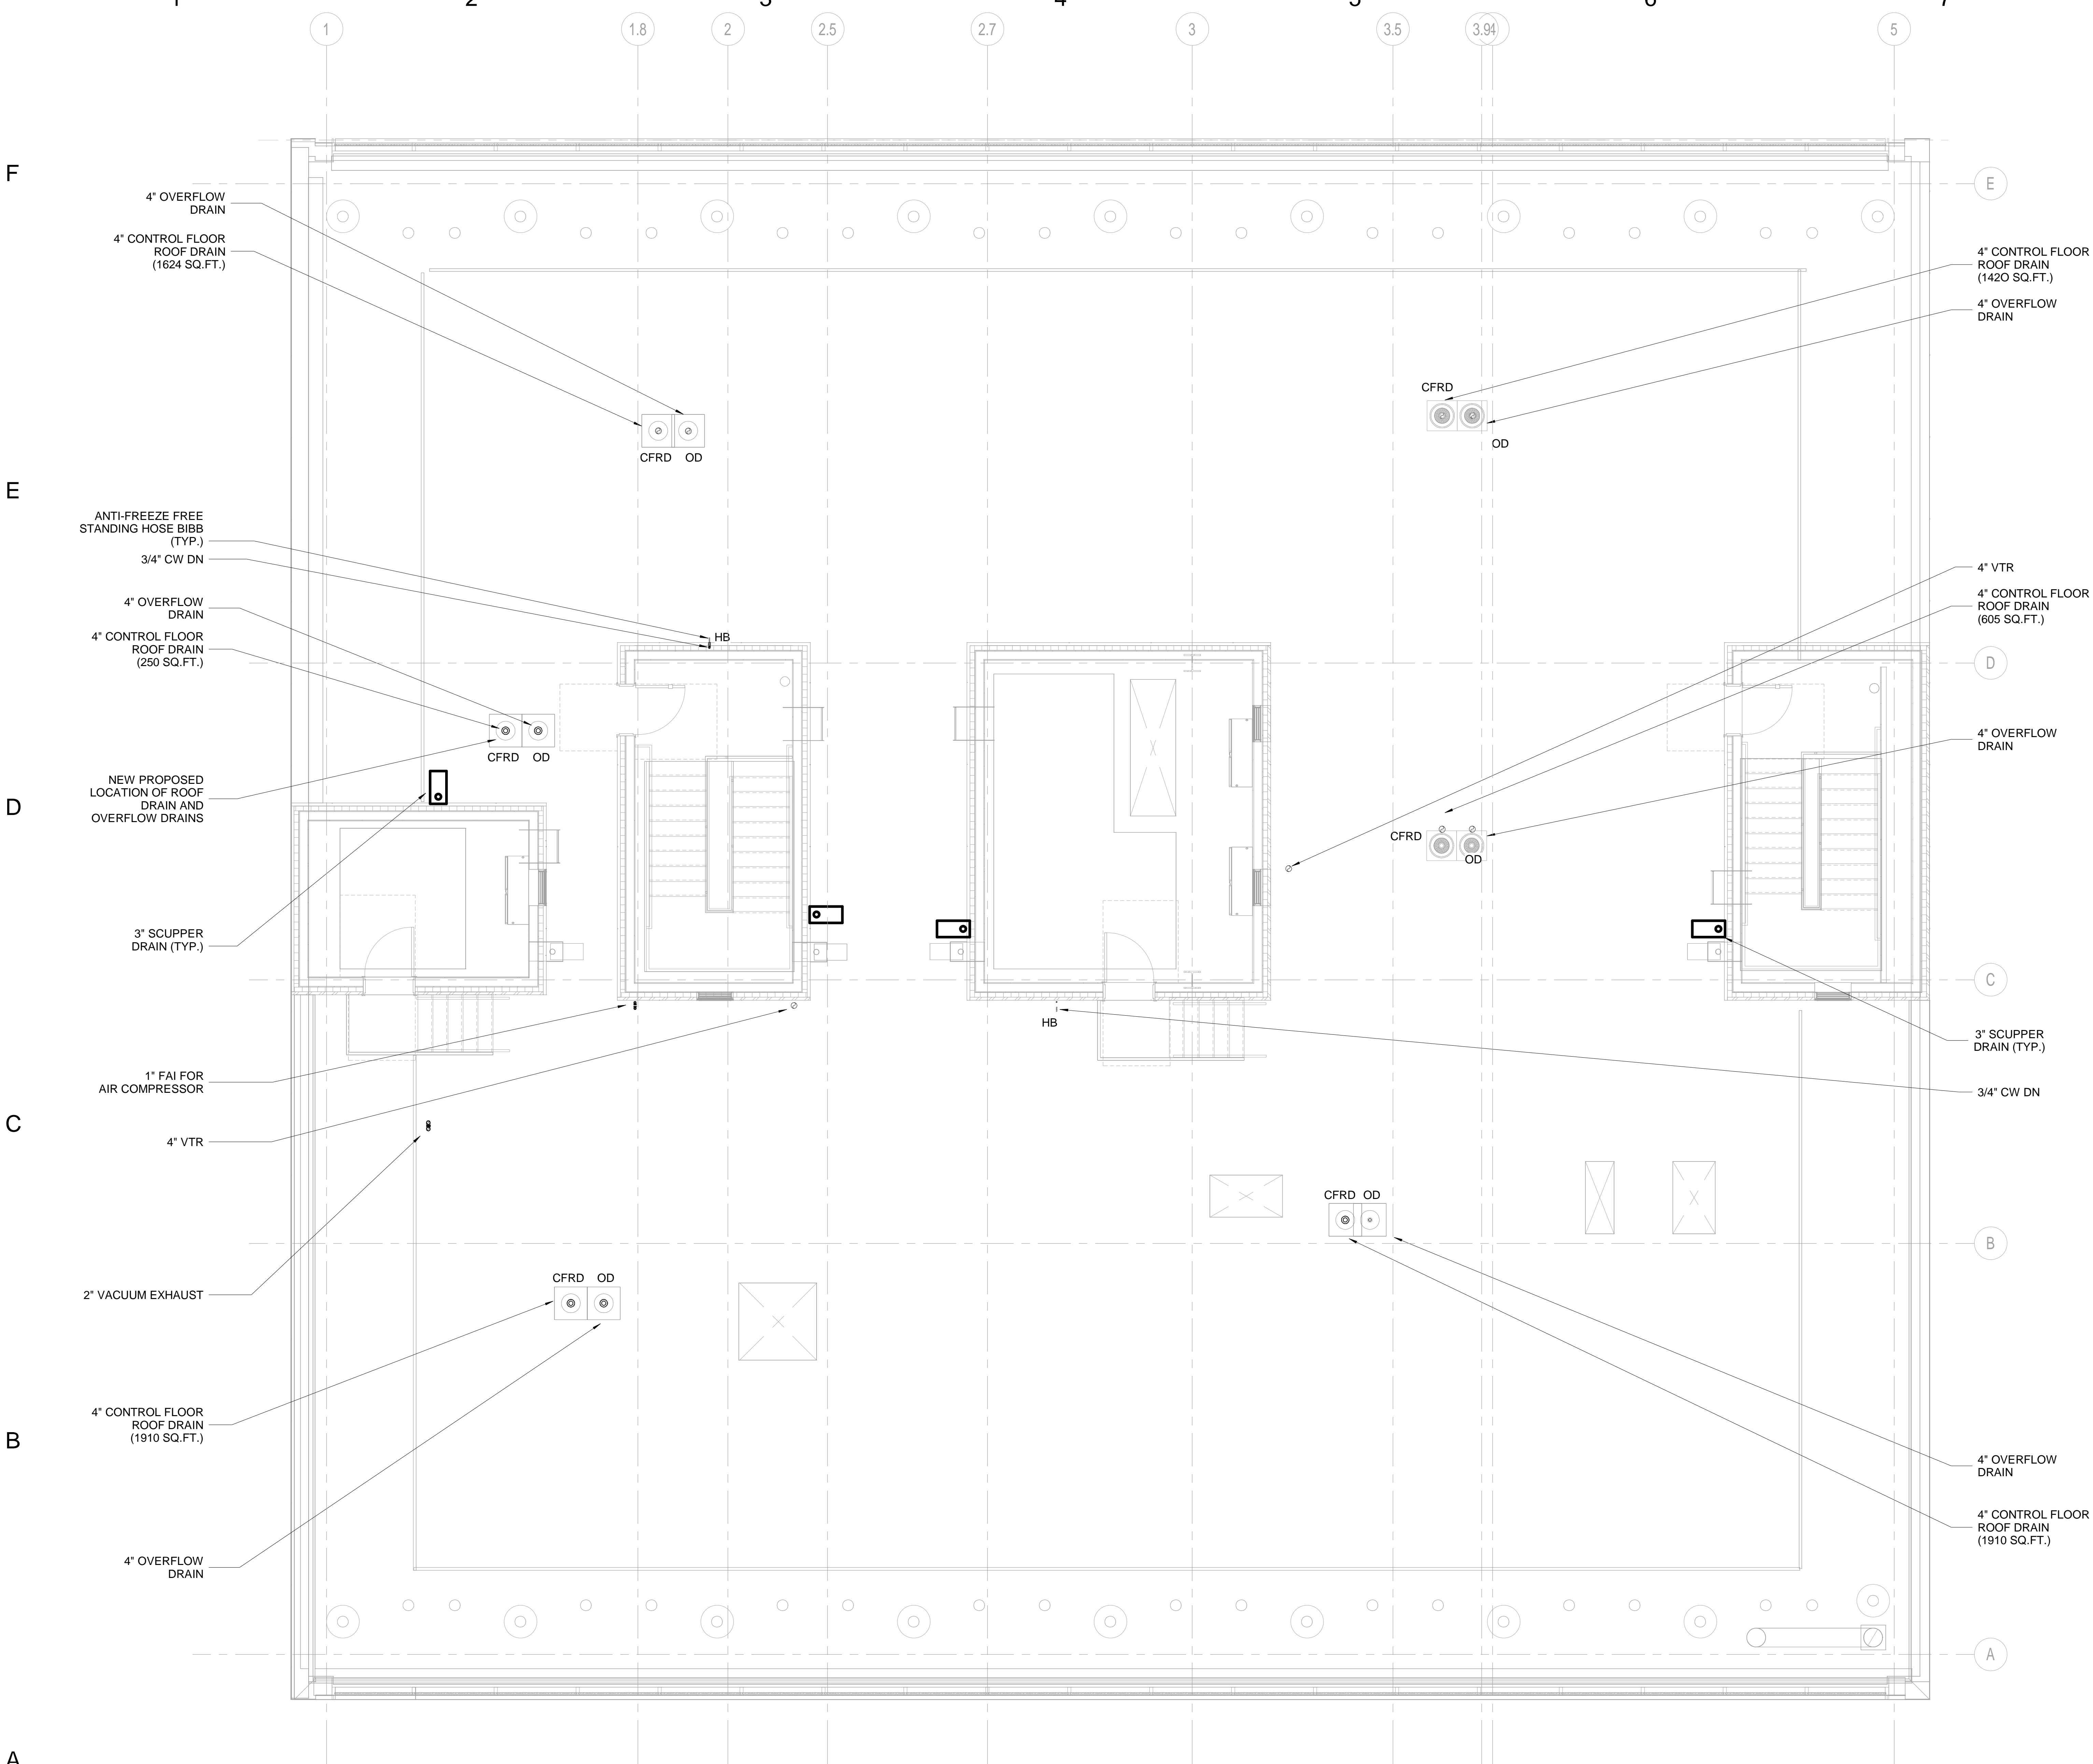 1 2 3 4 5 6 7
1 1.8 2 2.5 2.7 3 3.5 3.9 4 5
F
E
D
C
B
A
E
D
C
B
A
4" OVERFLOW
DRAIN
4" CONTROL FLOOR
ROOF DRAIN
(1624 SQ.FT.)
ANTI-FREEZE FREE
STANDING HOSE BIBB
(TYP.)
3/4" CW DN
4" OVERFLOW
DRAIN
4" CONTROL FLOOR
ROOF DRAIN
(250 SQ.FT.)
NEW PROPOSED
LOCATION OF ROOF
DRAIN AND
OVERFLOW DRAINS
3" SCUPPER
DRAIN (TYP.)
1" FAI FOR
AIR COMPRESSOR
4" VTR
2" VACUUM EXHAUST
4" CONTROL FLOOR
ROOF DRAIN
(1910 SQ.FT.)
4" OVERFLOW
DRAIN
CFRD OD
HB
CFRD OD
CFRD OD
HB
CFRD
OD
CFRD
OD
CFRD OD
4" CONTROL FLOOR
ROOF DRAIN
(142O SQ.FT.)
4" OVERFLOW
DRAIN
4" VTR
4" CONTROL FLOOR
ROOF DRAIN
(605 SQ.FT.)
4" OVERFLOW
DRAIN
3" SCUPPER
DRAIN (TYP.)
3/4" CW DN
4" OVERFLOW
DRAIN
4" CONTROL FLOOR
ROOF DRAIN
(1910 SQ.FT.)